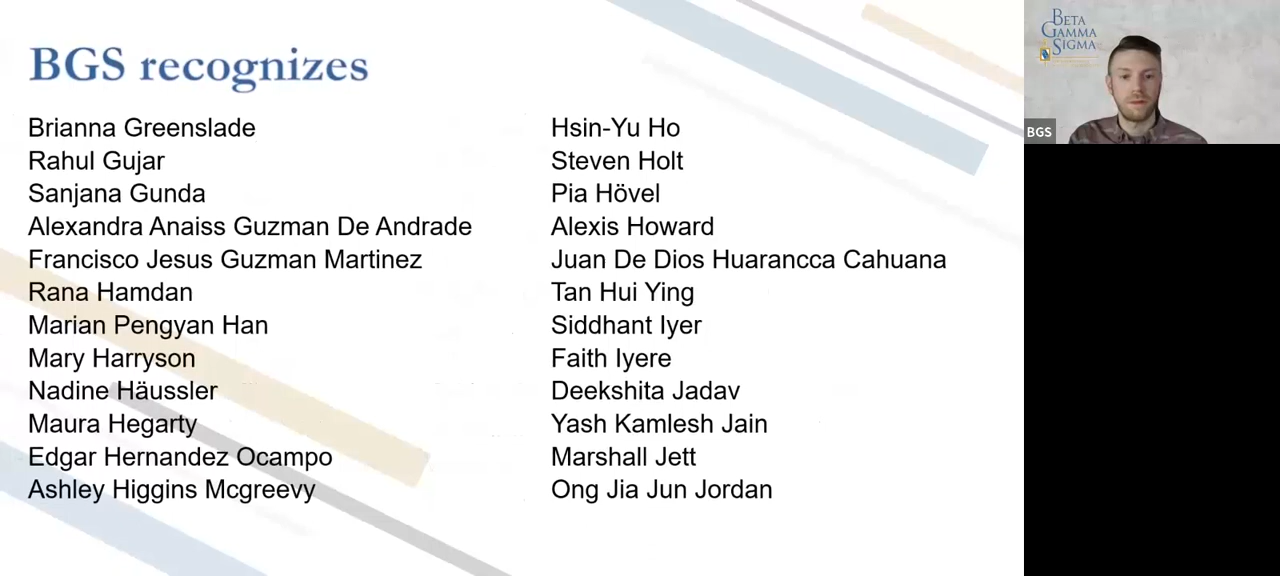 BGS recognizes
Brianna Greenslade
Rahul Gujar
Sanjana Gunda
Alexandra Anaiss Guzman De Andrade
Francisco Jesus Guzman Martinez
Rana Hamdan
Marian Pengyan Han
Mary Harryson
Nadine Häussler
Maura Hegarty
Edgar Hernandez Ocampo
Ashley Higgins Mcgreevy
Hsin-Yu Ho
Steven Holt
Pia Hövel
Alexis Howard
Juan De Dios Huarancca Cahuana
Tan Hui Ying
Siddhant Iyer
Faith Iyere
Deekshita Jadav
Yash Kamlesh Jain
Marshall Jett
Ong Jia Jun Jordan
BETA
GAMMA
SIGMA
BGS